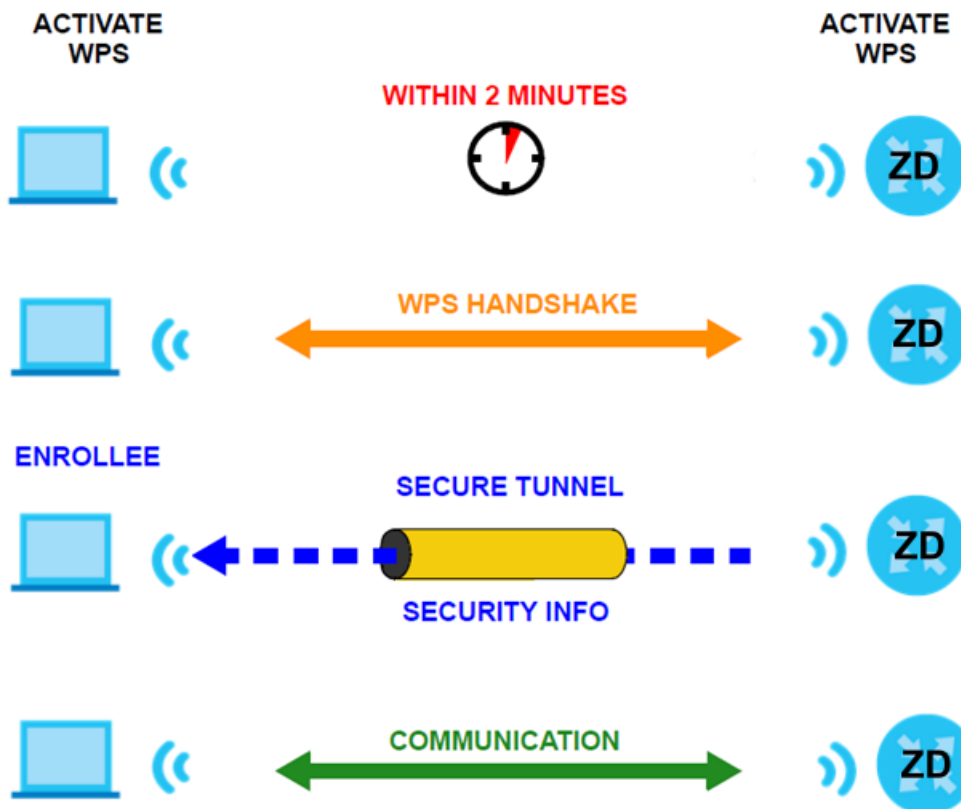 ACTIVATE
WPS
ACTIVATE
WPS
WITHIN 2 MINUTES
ZD
WPS HANDSHAKE
ZD
ENROLLEE
SECURE TUNNEL
ZD
SECURITY INFO
COMMUNICATION
ZD